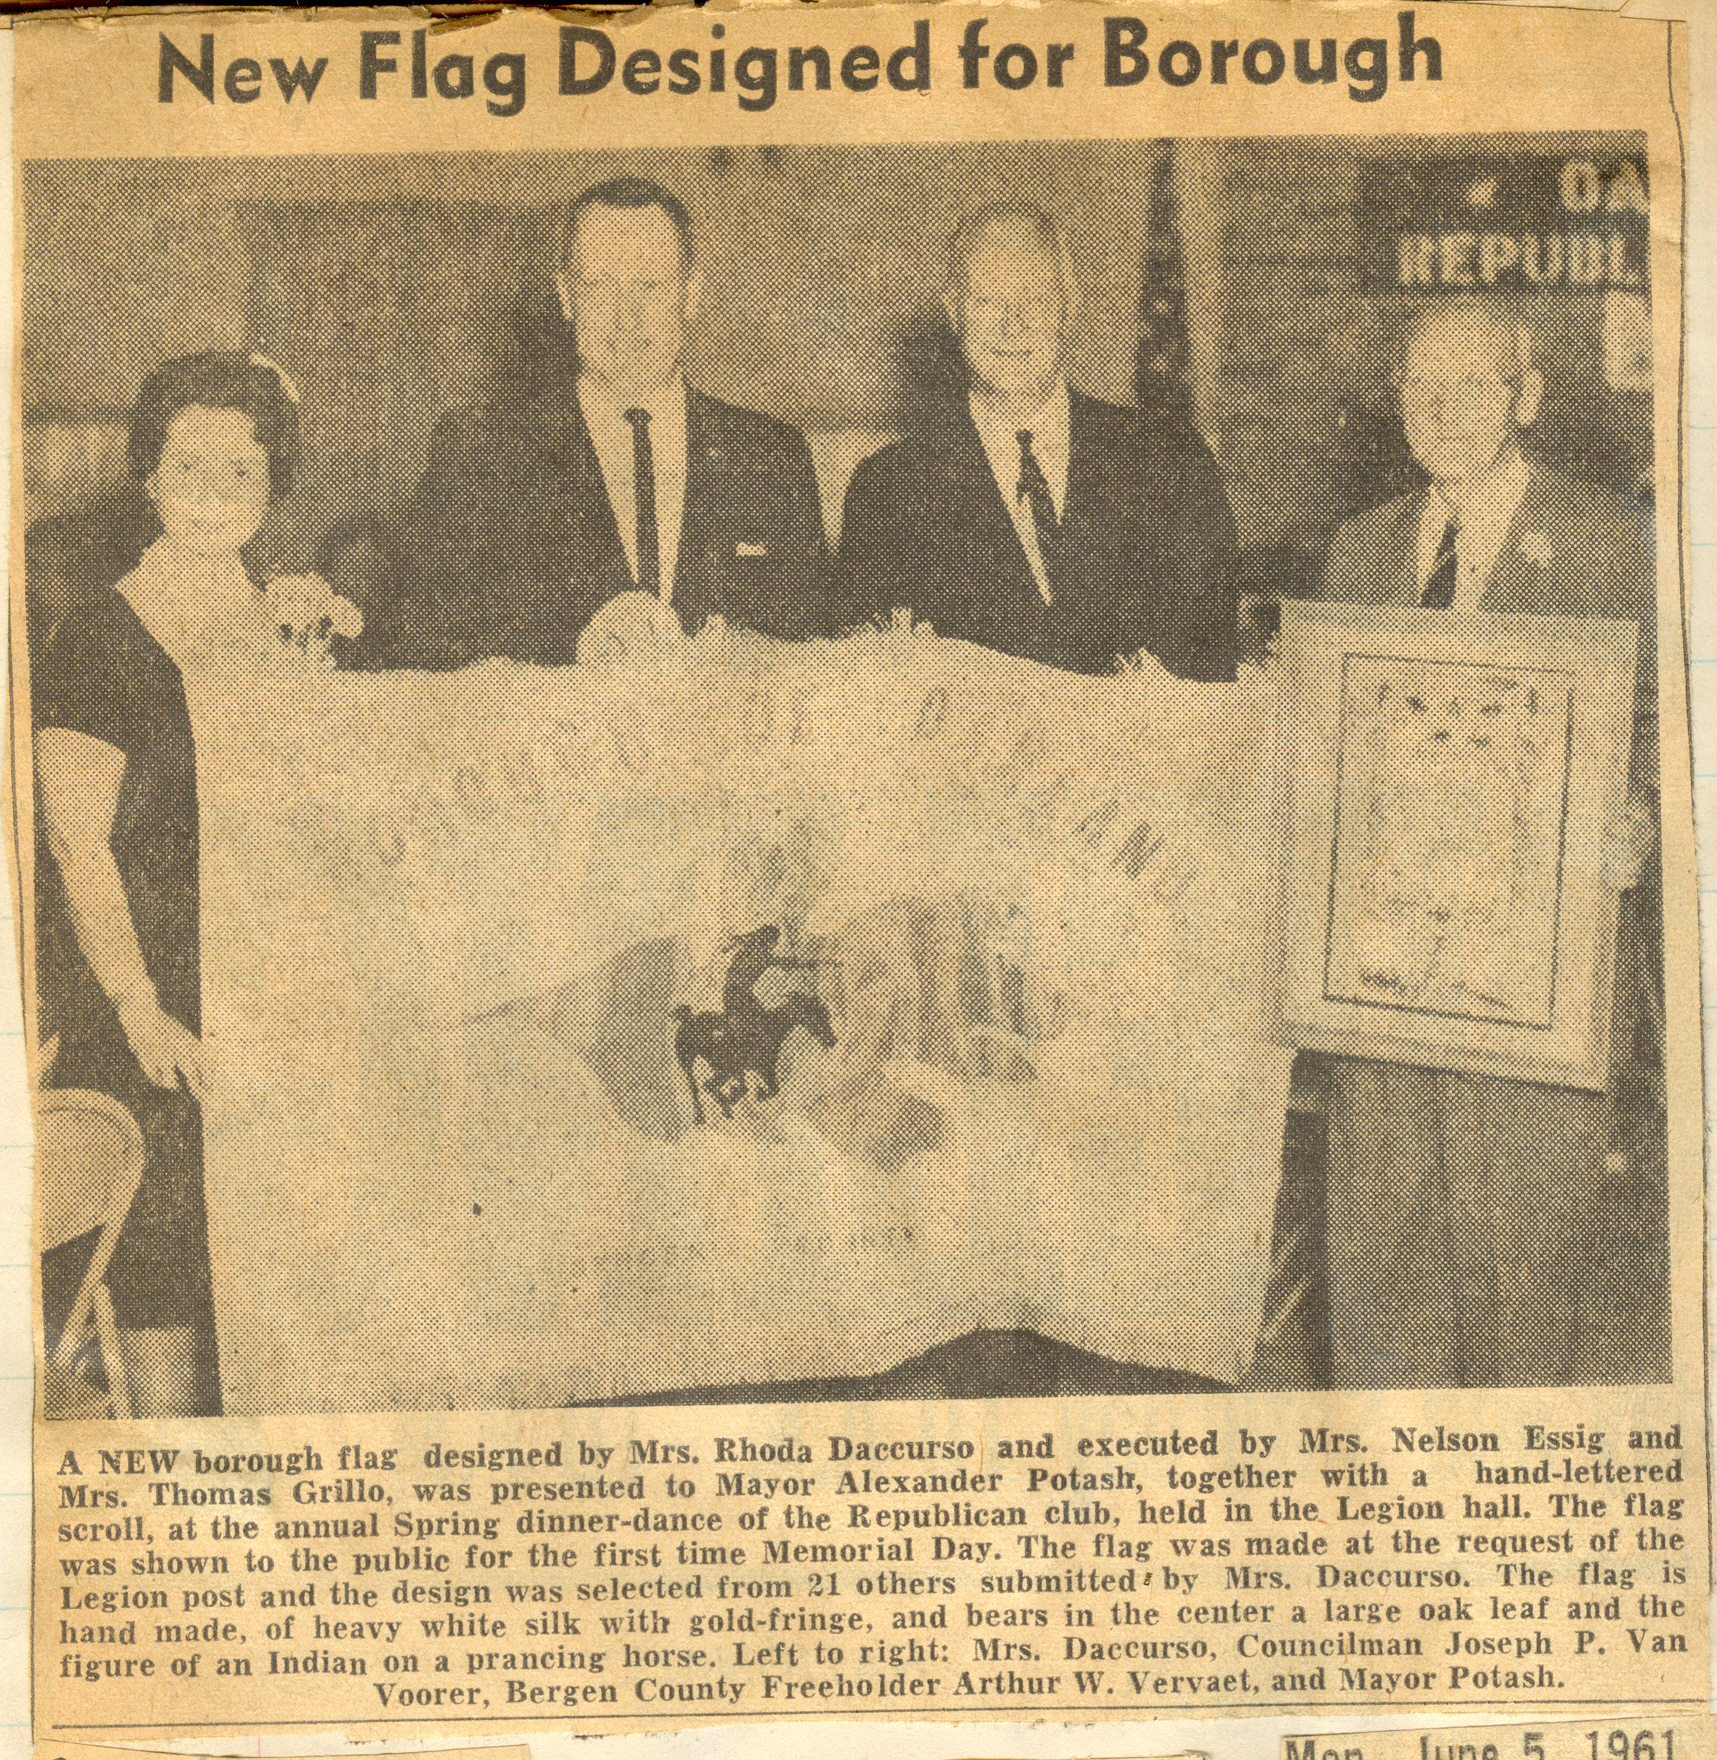 New Flag Designed for Borough
OA
REPUBL
A NEW borough flag designed by Mrs. Rhoda Daccurso and executed by Mrs. Nelson Essig and
Mrs. Thomas Grillo, was presented to Mayor Alexander Potash, together with a hand-lettered
scroll, at the annual Spring dinner-dance of the Republican club, held in the Legion hall. The flag
was shown to the public for the first time Memorial Day. The flag was made at the request of the
Legion post and the design was selected from 21 others submitted by Mrs. Daccurso. The flag is
hand made, of heavy white silk with gold-fringe, and bears in the center a large oak leaf and the
figure of an Indian on a prancing horse. Left to right: Mrs. Daccurso, Councilman Joseph P. Van
Voorer, Bergen County Freeholder Arthur W. Vervaet, and Mayor Potash.
Mon June 5 1961